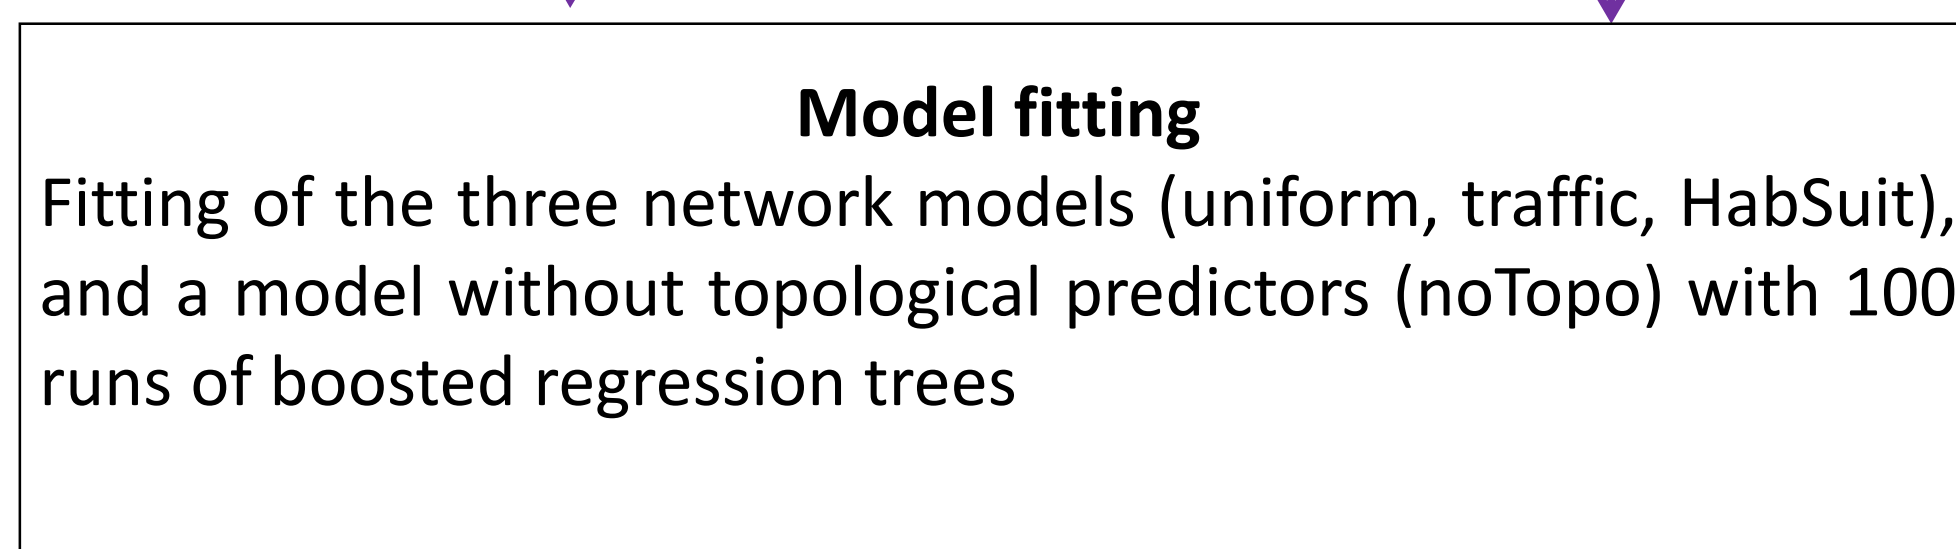 Model fitting
Fitting of the three network models (uniform, traffic, HabSuit),
and a model without topological predictors (noTopo) with 100
runs of boosted regression trees